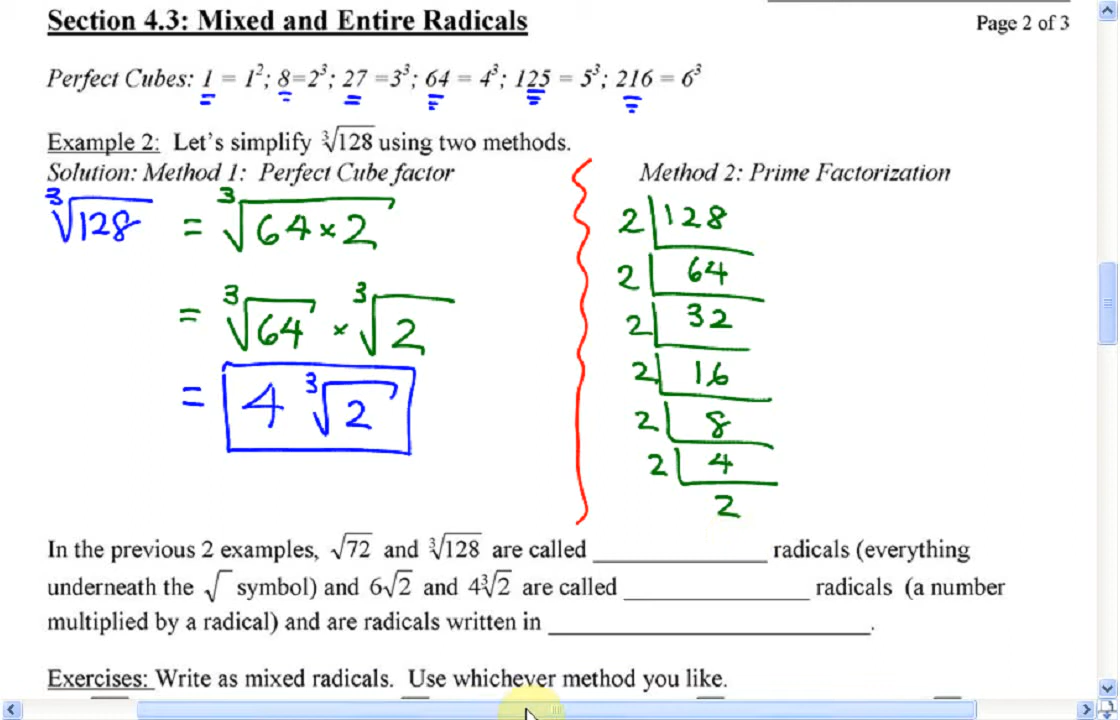 Section 4.3: Mixed and Entire Radicals
Page 2 of 3
Perfect Cubes: 1 = 1²; 8=2³; 27 =3³; 64 = 4³; 125 = 5³; 216 = 6³
Example 2: Let’s simplify ∛128 using two methods.
Solution: Method 1: Perfect Cube factor
∛128 = ∛64 × 2
= ∛64 × ∛2
= 4 ∛2
Method 2: Prime Factorization
2 128
2 64
2 32
2 16
2 8
2 4
2
In the previous 2 examples, √72 and ∛128 are called ______________ radicals (everything
underneath the √ symbol) and 6√2 and 4∛2 are called _______________ radicals (a number
multiplied by a radical) and are radicals written in __________________________.
Exercises: Write as mixed radicals. Use whichever method you like.